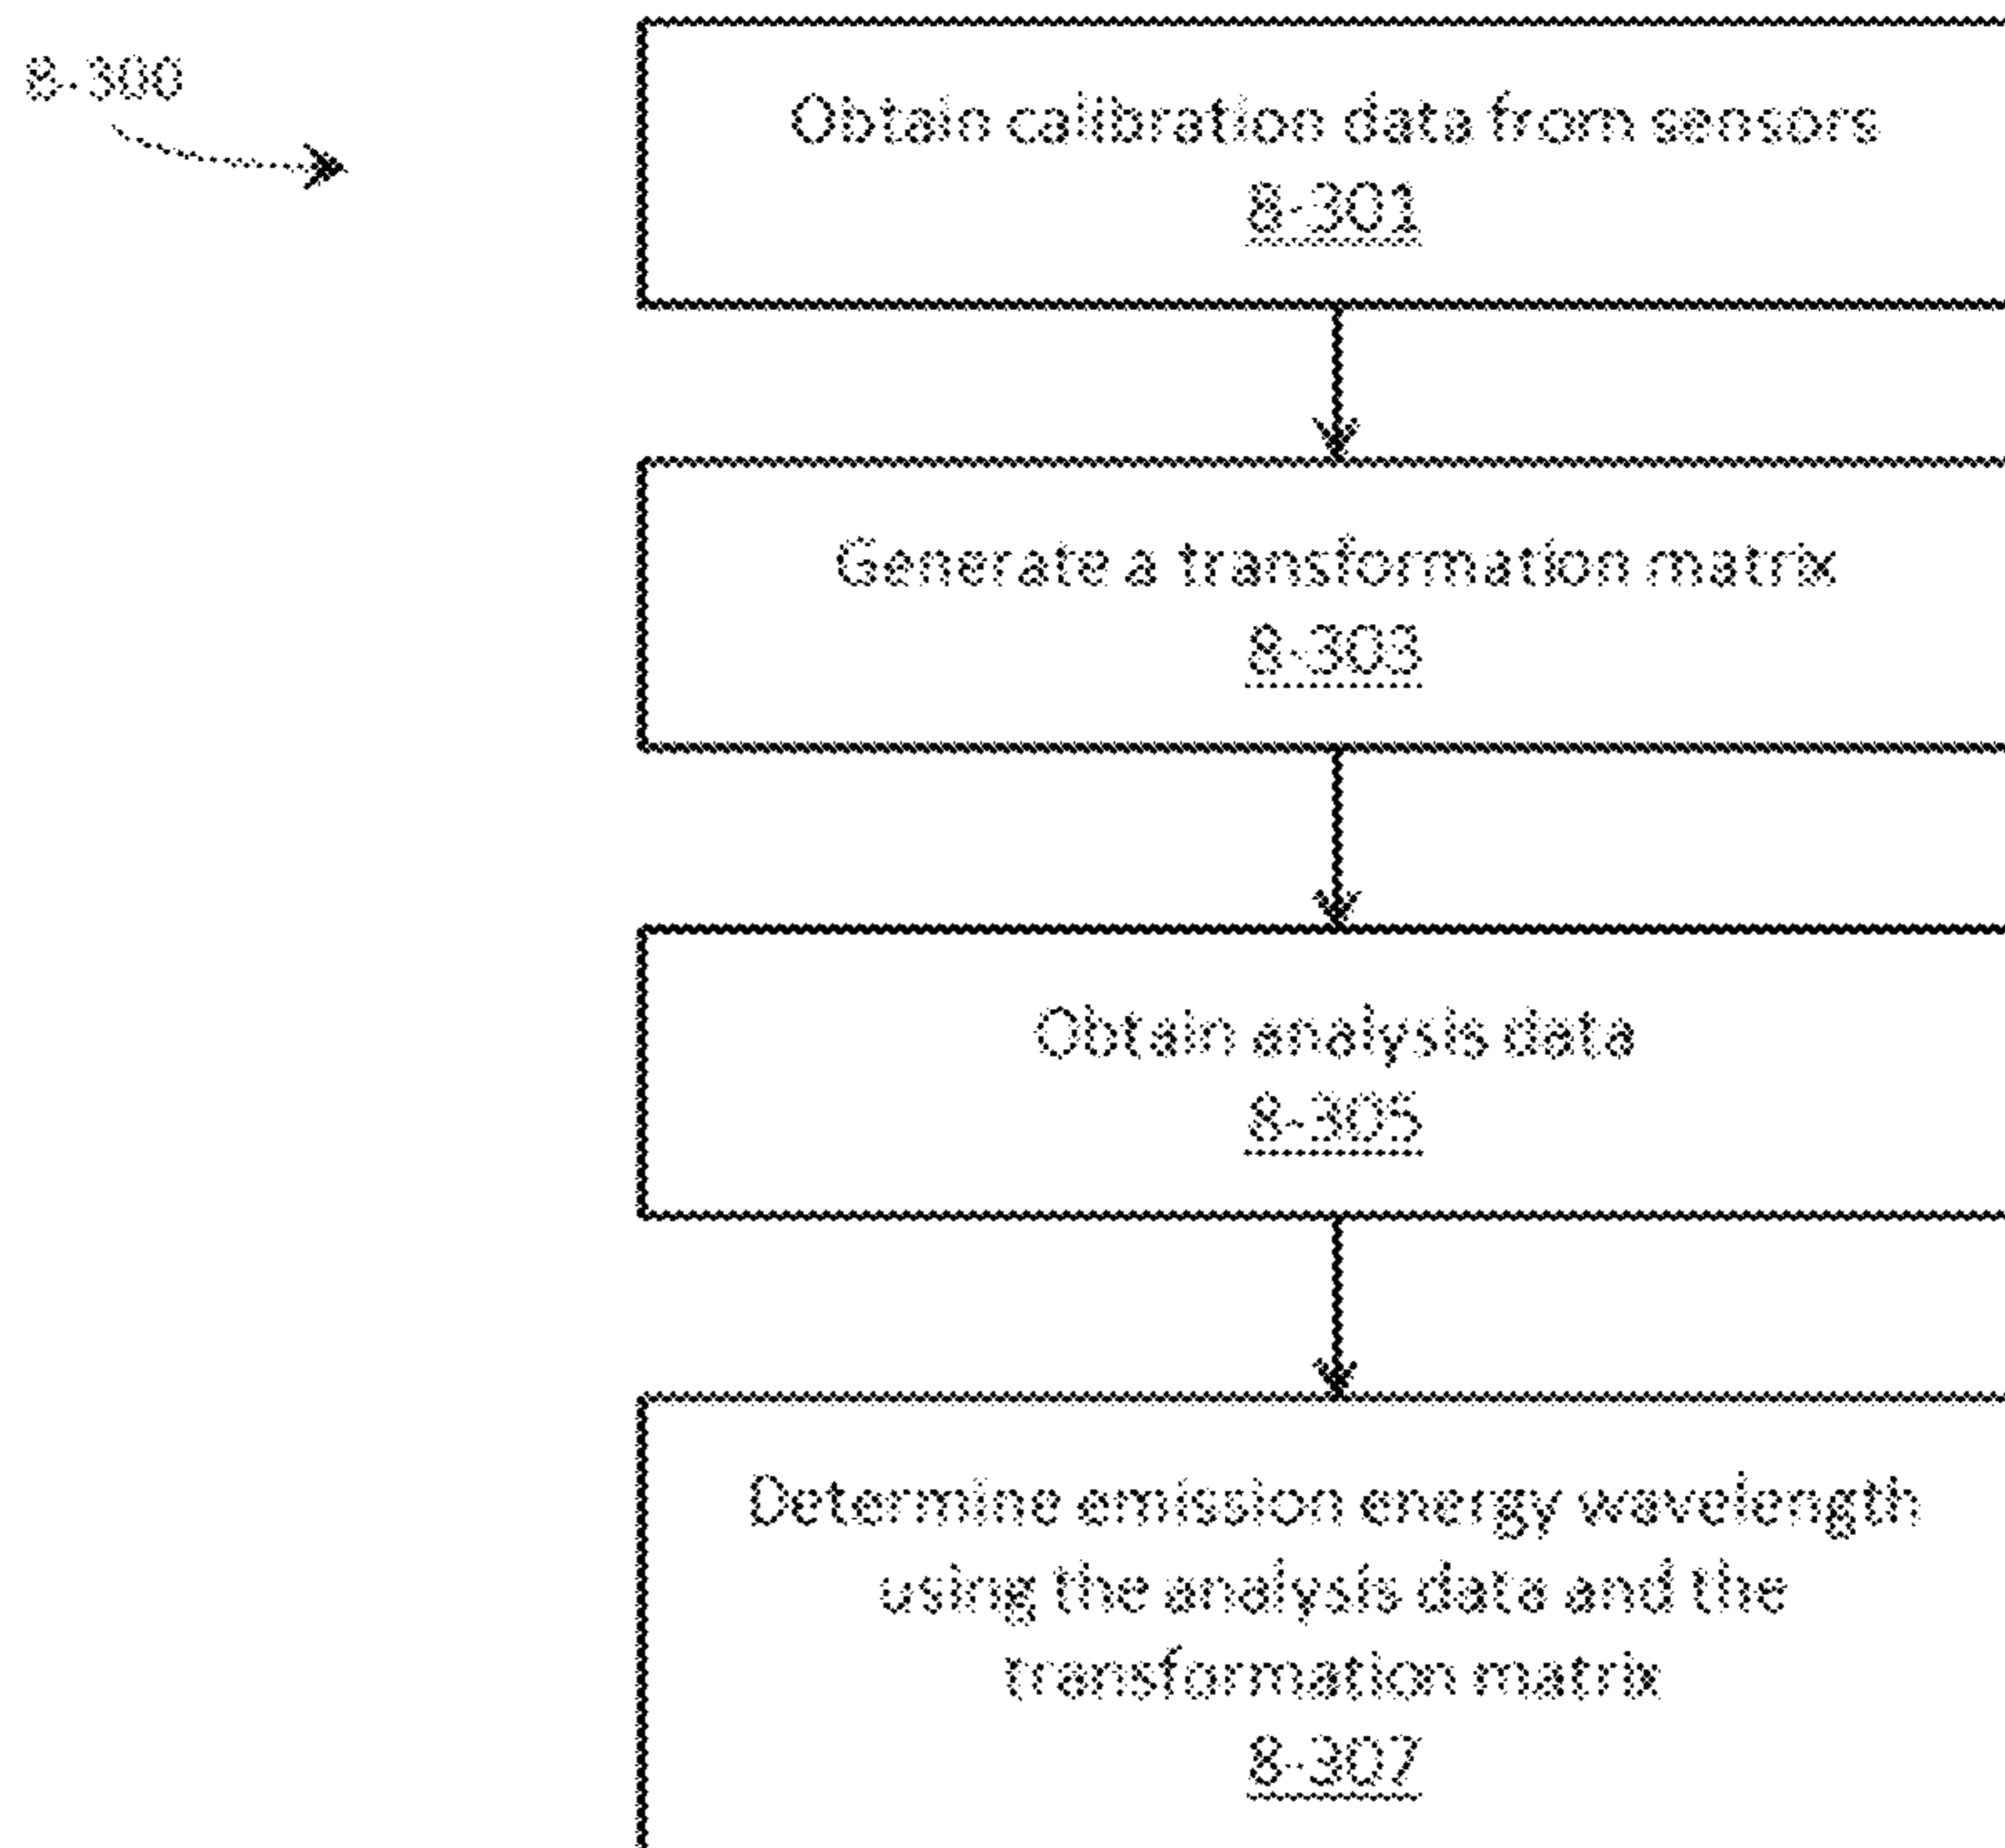 8-300
Obtain calibration data from sensors
8-301
Generate a transformation matrix
8-303
Obtain analysis data
8-305
Determine emission energy wavelength
using the analysis data and the
transformation matrix
8-307